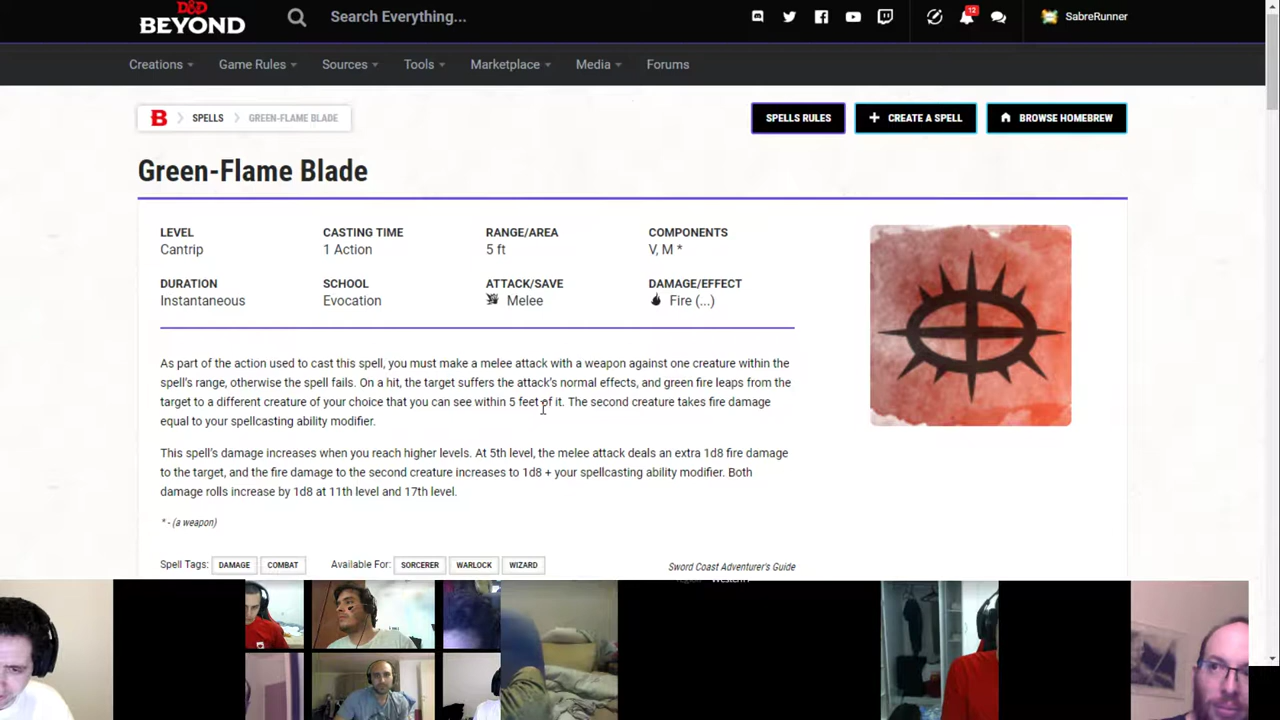 D&D
BEYOND
Search Everything...
12
SabreRunner
Creations
Game Rules
Sources
Tools
Marketplace
Media
Forums
B
SPELLS
GREEN-FLAME BLADE
SPELLS RULES
+ CREATE A SPELL
BROWSE HOMEBREW
Green-Flame Blade
LEVEL
Cantrip
CASTING TIME
1 Action
RANGE/AREA
5 ft
COMPONENTS
V, M *
DURATION
Instantaneous
SCHOOL
Evocation
ATTACK/SAVE
Melee
DAMAGE/EFFECT
Fire (...)
As part of the action used to cast this spell, you must make a melee attack with a weapon against one creature within the
spell's range, otherwise the spell fails. On a hit, the target suffers the attack's normal effects, and green fire leaps from the
target to a different creature of your choice that you can see within 5 feet of it. The second creature takes fire damage
equal to your spellcasting ability modifier.
This spell's damage increases when you reach higher levels. At 5th level, the melee attack deals an extra 1d8 fire damage
to the target, and the fire damage to the second creature increases to 1d8 + your spellcasting ability modifier. Both
damage rolls increase by 1d8 at 11th level and 17th level.
* - (a weapon)
Spell Tags: DAMAGE COMBAT
Available For: SORCERER WARLOCK WIZARD
Sword Coast Adventurer's Guide